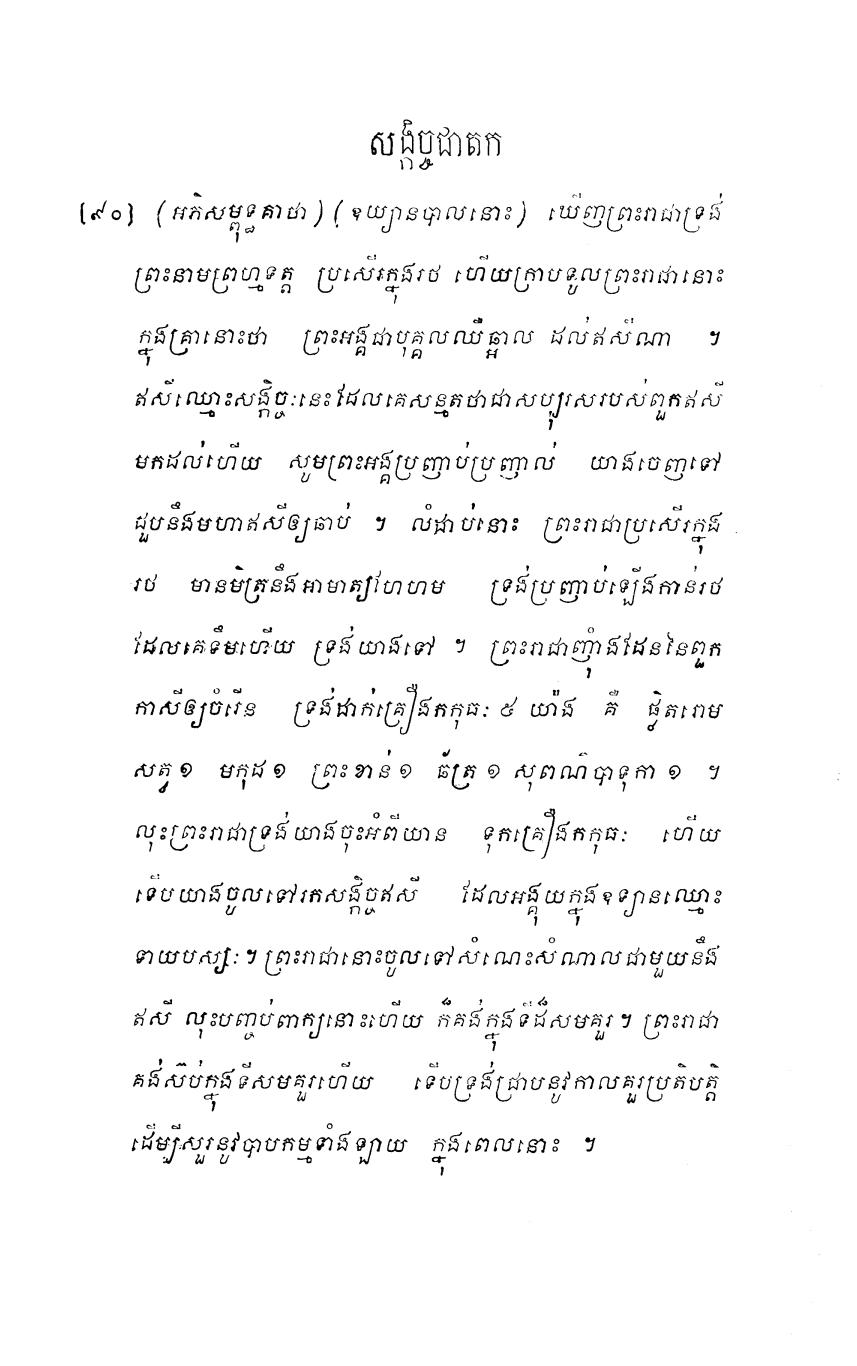 សង្កិច្ចជាតក
[៩០] (អភិសម្ពុទ្ធគាថា) (ឧយ្យានបាលនោះ) ឃើញព្រះរាជាទ្រង់
ព្រះនាមព្រហ្មទត្ត ប្រសើរក្នុងរថ ហើយក្រាបទូលព្រះរាជានោះ
ក្នុងគ្រានោះថា ព្រះអង្គជាបុគ្គលឈឺឆ្អាល ដល់ឥសីណា ។
ឥសីឈ្មោះសង្កិច្ចៈនេះដែលគេសន្មតថាជាសប្បុរសរបស់ពួកឥសី
មកដល់ហើយ សូមព្រះអង្គប្រញាប់ប្រញាល់ យាងចេញទៅ
ជួបនឹងមហាឥសីឲ្យឆាប់ ។ លំដាប់នោះ ព្រះរាជាប្រសើរក្នុង
រថ មានមិត្រនឹងអាមាត្យហែហម ទ្រង់ប្រញាប់ឡើងកាន់រថ
ដែលគេទឹមហើយ ទ្រង់យាងទៅ ។ ព្រះរាជាញុំាងដែននៃពួក
កាសីឲ្យចំរើន ទ្រង់ដាក់គ្រឿងកកុធៈ ៥ យ៉ាង គឺ ផ្លិតរោម
សត្វ ១ មកុដ ១ ព្រះខាន់ ១ ឆ័ត្រ ១ សុពណ៌បាទុកា ១ ។
លុះព្រះរាជាទ្រង់យាងចុះអំពីយាន ទុកគ្រឿងកកុធៈ ហើយ
ទើបយាងចូលទៅរកសង្កិច្ចឥសី ដែលអង្គុយក្នុងឧទ្យានឈ្មោះ
ទាយបស្សៈ ។ ព្រះរាជានោះចូលទៅសំណេះសំណាលជាមួយនឹង
ឥសី លុះបញ្ចប់ពាក្យនោះហើយ ក៏គង់ក្នុងទីដ៏សមគួរ ។ ព្រះរាជា
គង់ស៊ប់ក្នុងទីសមគួរហើយ ទើបទ្រង់ជ្រាបនូវកាលគួរប្រតិបត្តិ
ដើម្បីសួរនូវបាបកម្មទាំងឡាយ ក្នុងពេលនោះ ។